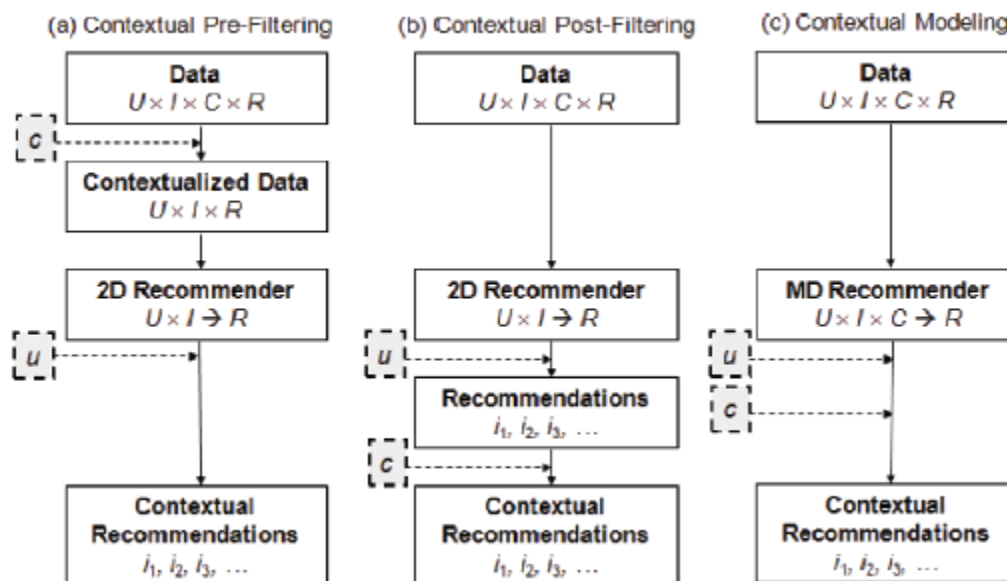 (a) Contextual Pre-Filtering
Data
U × I × C × R
c
Contextualized Data
U × I × R
2D Recommender
U × I → R
u
Contextual
Recommendations
i₁, i₂, i₃, ...
(b) Contextual Post-Filtering
Data
U × I × C × R
2D Recommender
U × I → R
u
Recommendations
i₁, i₂, i₃, ...
c
Contextual
Recommendations
i₁, i₂, i₃, ...
(c) Contextual Modeling
Data
U × I × C × R
MD Recommender
U × I × C → R
u
c
Contextual
Recommendations
i₁, i₂, i₃, ...